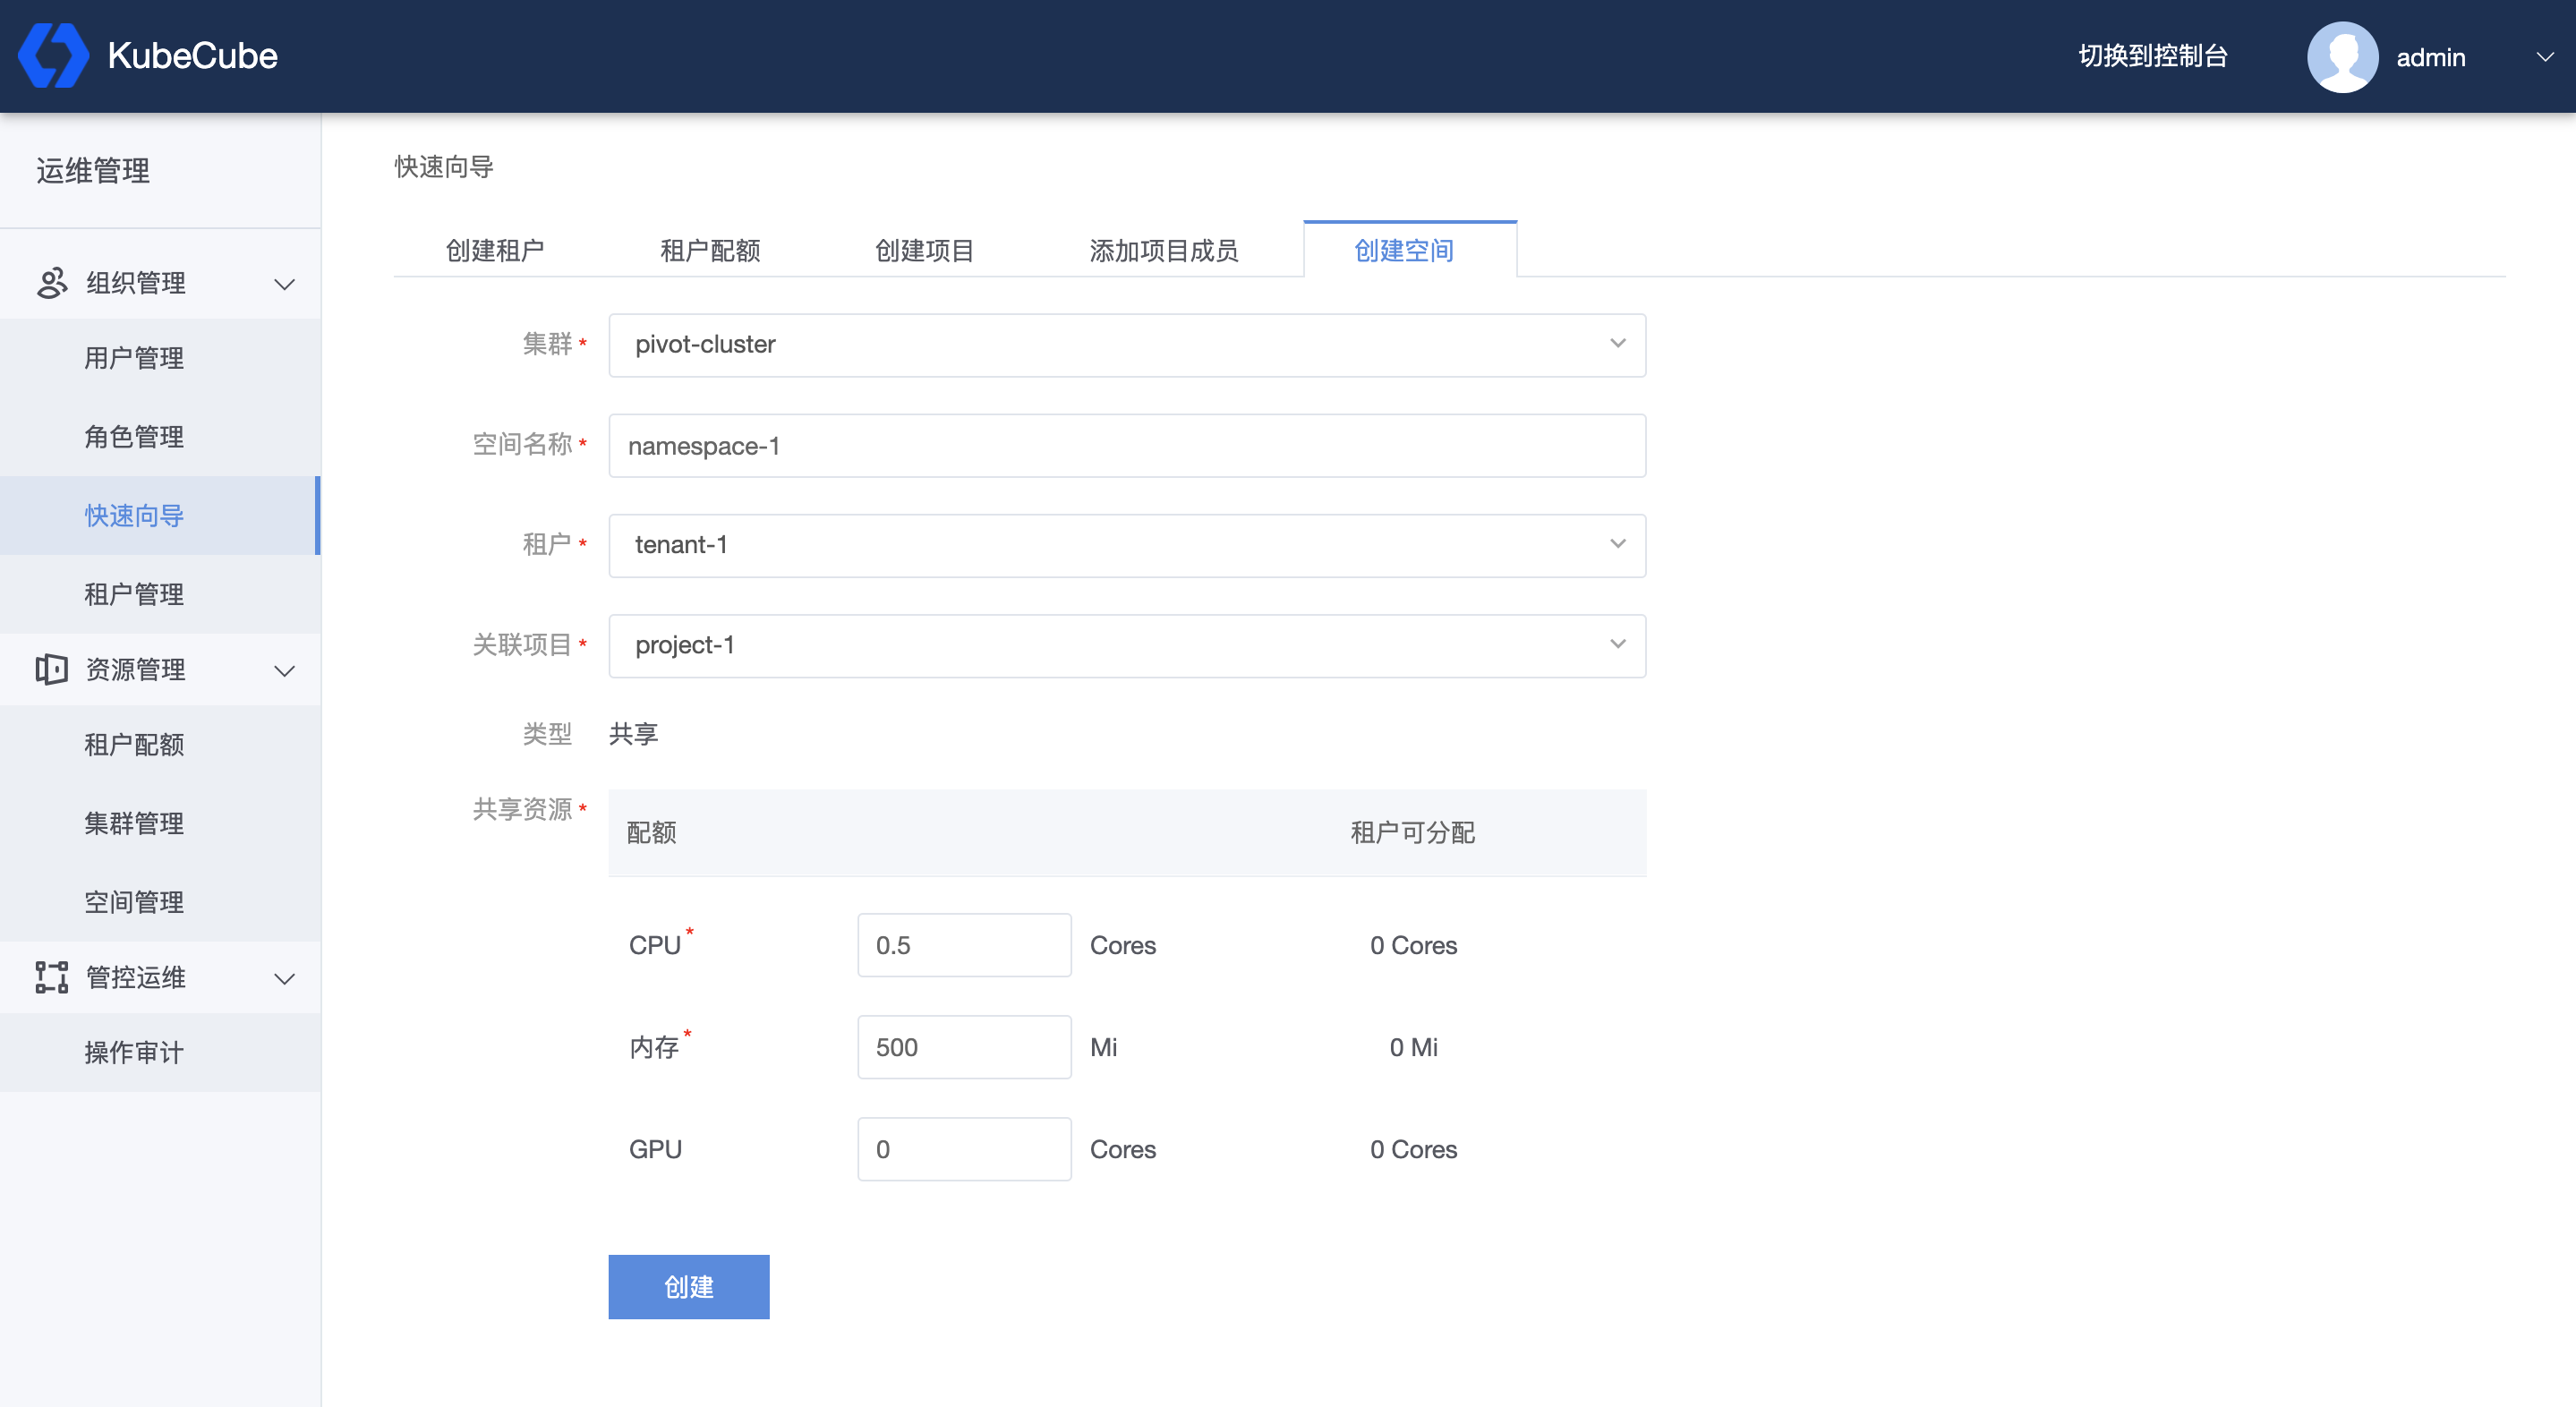 KubeCube
切换到控制台
admin
运维管理
组织管理
用户管理
角色管理
快速向导
租户管理
资源管理
租户配额
集群管理
空间管理
管控运维
操作审计
快速向导
创建租户 租户配额 创建项目 添加项目成员 创建空间
集群* pivot-cluster
空间名称* namespace-1
租户* tenant-1
关联项目* project-1
类型 共享
共享资源*
配额 租户可分配
CPU* 0.5 Cores 0 Cores
内存* 500 Mi 0 Mi
GPU 0 Cores 0 Cores
创建